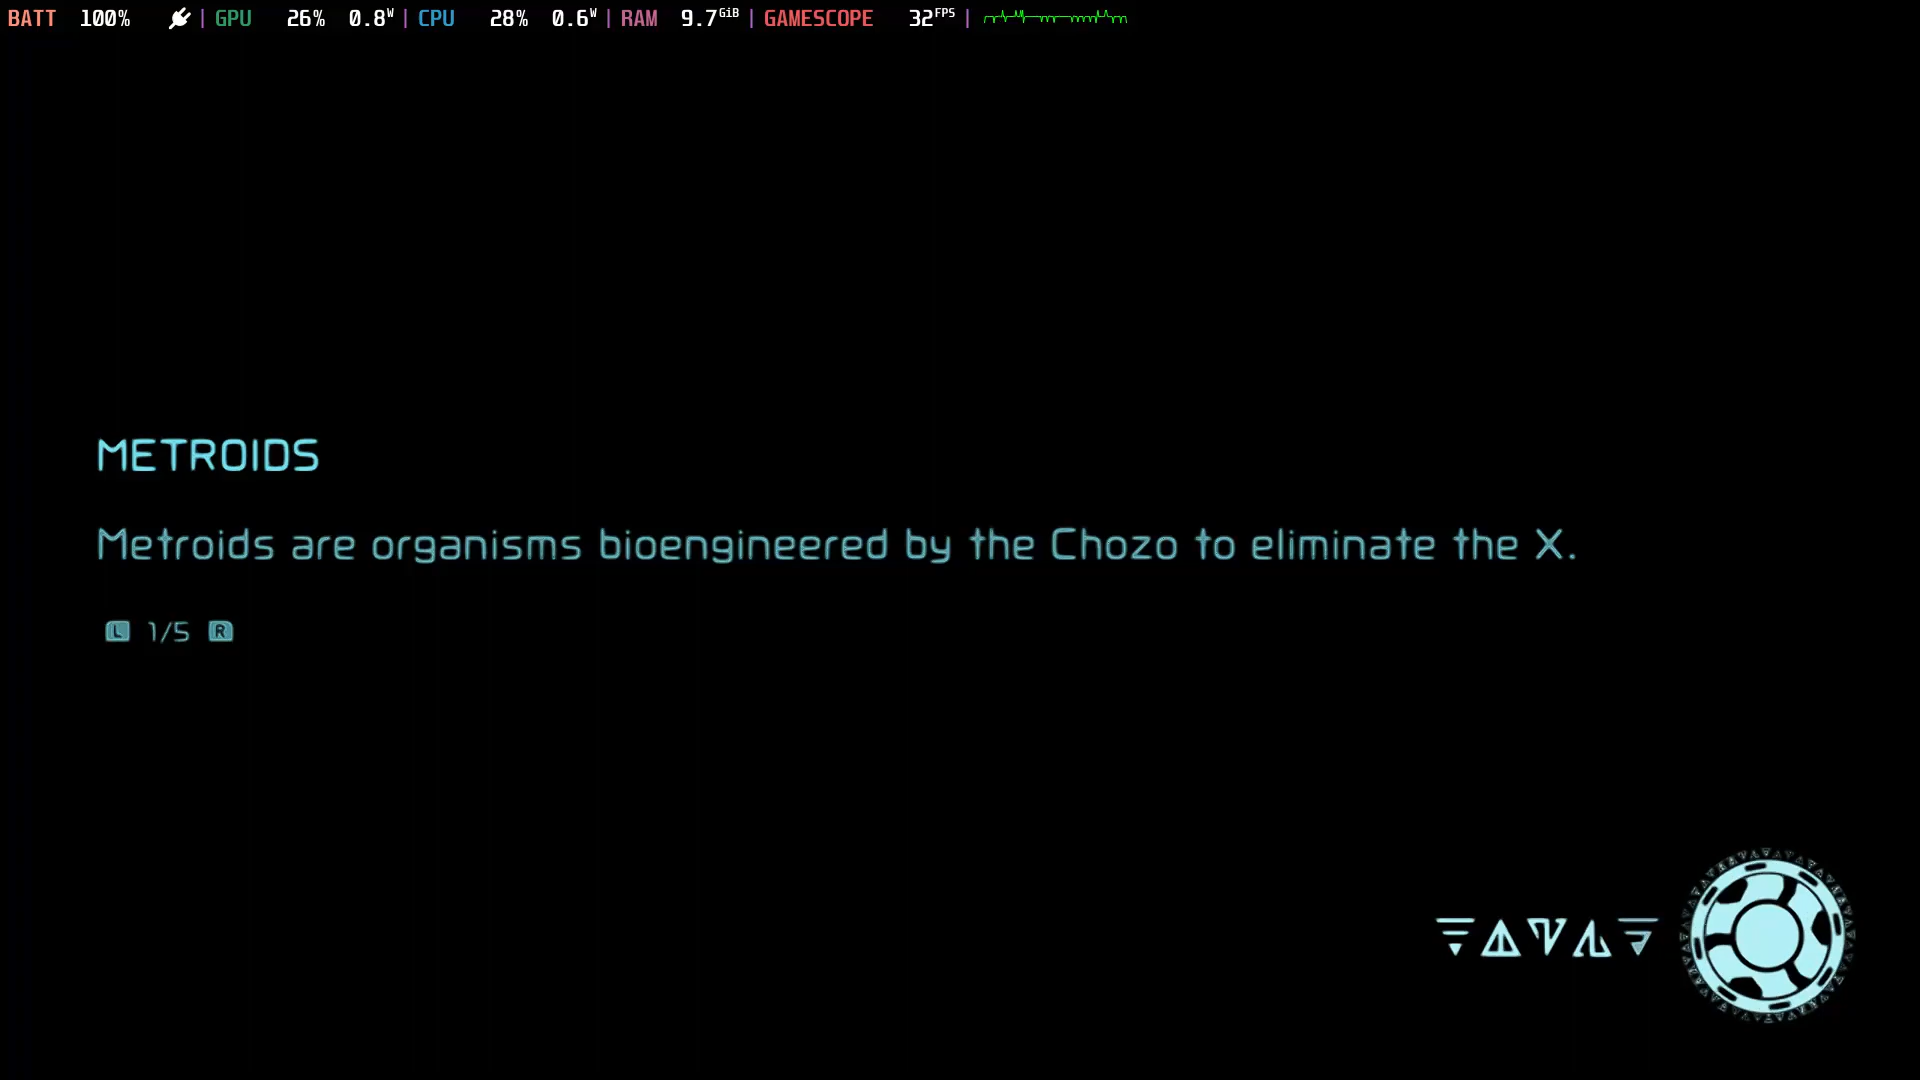 BATT 100% | GPU 26% 0.8W | CPU 28% 0.6W | RAM 9.7GiB | GAMESCOPE 32FPS |
METROIDS
Metroids are organisms bioengineered by the Chozo to eliminate the X.
L 1/5 R